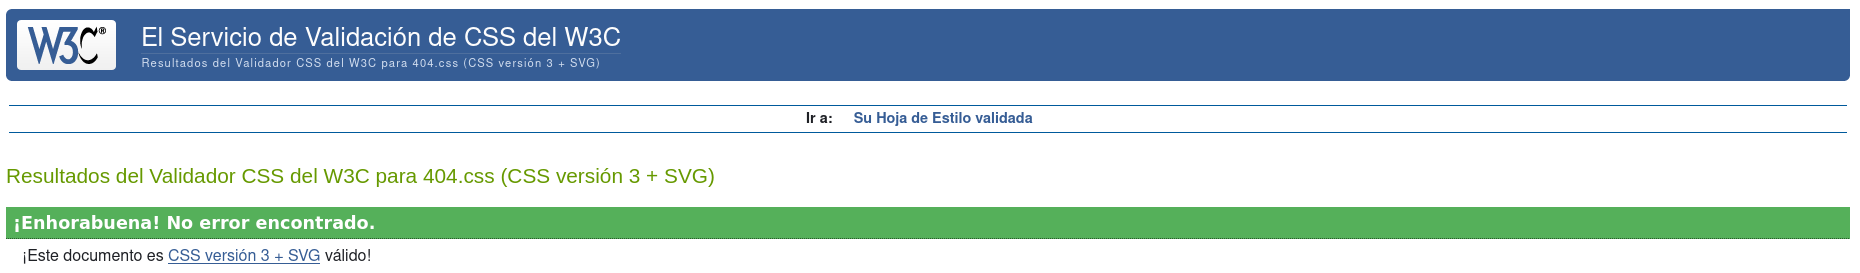 W3C®
El Servicio de Validación de CSS del W3C
Resultados del Validador CSS del W3C para 404.css (CSS versión 3 + SVG)
Ir a: Su Hoja de Estilo validada
Resultados del Validador CSS del W3C para 404.css (CSS versión 3 + SVG)
¡Enhorabuena! No error encontrado.
¡Este documento es CSS versión 3 + SVG válido!